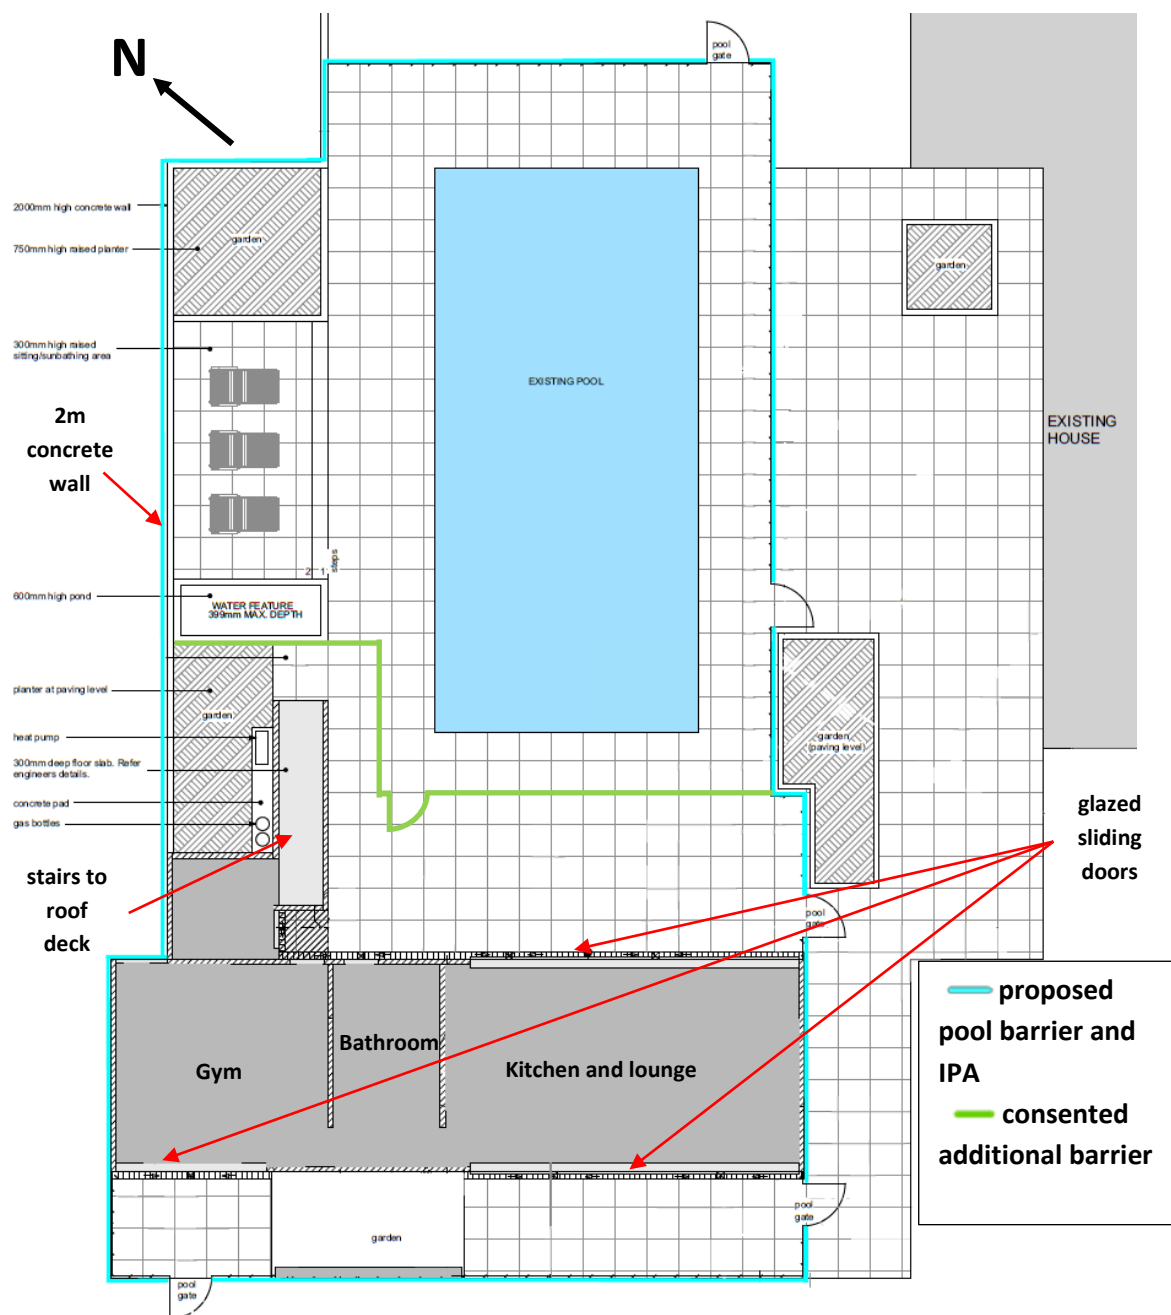 pool
gate
N
2000mm high concrete wall
750mm high raised planter
garden
garden
300mm high raised
sitting/sunbathing area
EXISTING POOL
EXISTING
HOUSE
2m
concrete
wall
2 1
steps
600mm high pond
WATER FEATURE
399mm MAX. DEPTH
planter at paving level
garden
heat pump
garden
(paving level)
300mm deep floor slab. Refer
engineers details.
concrete pad
gas bottles
glazed
sliding
doors
stairs to
roof
deck
pool
gate
proposed
pool barrier and
IPA
consented
additional barrier
Gym
Bathroom
Kitchen and lounge
pool
gate
garden
pool
gate